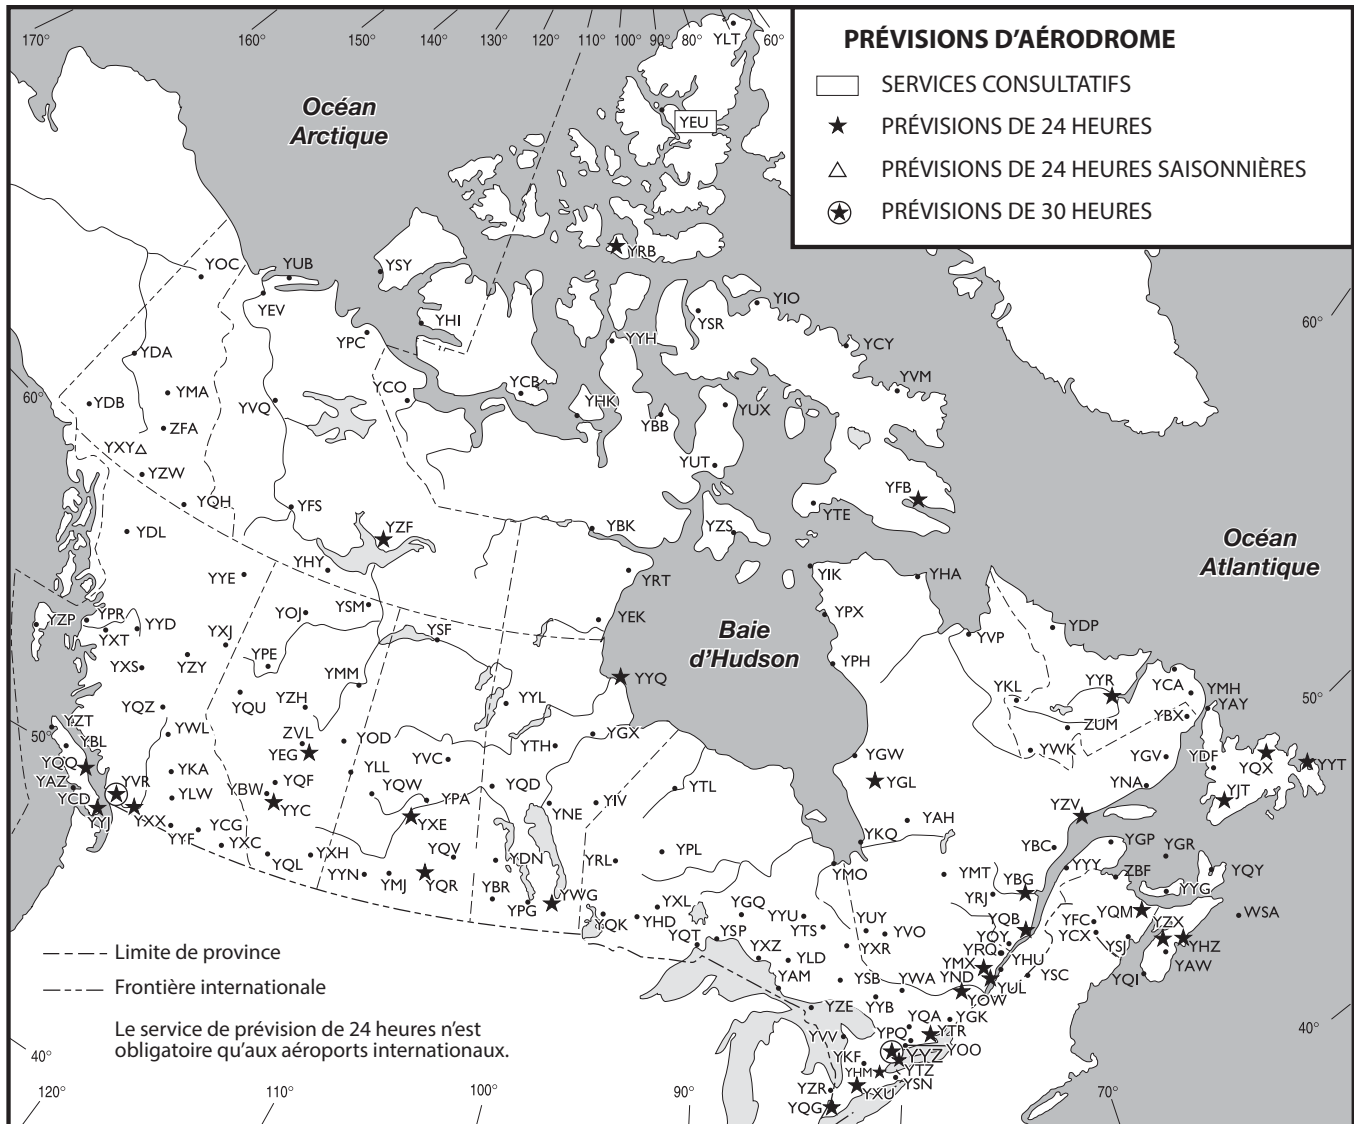 170°
160°
150°
140°
130°
120°
110°
100°
90°
80°
60°
YLT
PRÉVISIONS D'AÉRODROME
SERVICES CONSULTATIFS
PRÉVISIONS DE 24 HEURES
PRÉVISIONS DE 24 HEURES SAISONNIÈRES
PRÉVISIONS DE 30 HEURES
Océan
Arctique
YEU
YRB
YOC
YUB
YSY
YEV
YHI
YPC
YIO
YSR
YYH
YCY
60°
YDA
YDB
YMA
YVQ
YCO
YCB
YHK
YBB
YUX
YVM
60°
ZFA
YXY
YZW
YUT
YFB
YQH
YFS
YZF
YBK
YZS
YTE
YDL
Océan
Atlantique
YYE
YHY
YRT
YIK
YHA
YZP
YPR
YYD
YXT
YOJ
YSM
YSF
YEK
YPX
Baie
d'Hudson
YVP
YDP
YXJ
YXS
YZY
YPE
YMM
YYQ
YPH
YYR
YCA
YMH
YAY
50°
YQZ
YQU
YZH
YYL
YKL
ZUM
YBX
YZT
YBL
YWL
ZVL
YEG
YOD
YVC
YTH
YGX
YGW
YWK
YGV
YDF
YQX
YYT
50°
YQQ
YAZ
YCD
YVR
YKA
YLW
YBW
YQF
YYC
YLL
YQW
YPA
YQD
YNE
YIV
YTL
YGL
YNA
YJT
YYJ
YXX
YYF
YCG
YXC
YQL
YXH
YXE
YQV
YDN
YRL
YPL
YKQ
YAH
YZV
YBC
YGP
YGR
YYN
YMJ
YQR
YBR
YPG
YWG
YMO
YMT
YYY
ZBF
YQY
YYG
YQK
YHD
YXL
YGQ
YYU
YTS
YUY
YVO
YRJ
YBG
YQB
YFC
YQM
YZX
WSA
YQT
YSP
YXZ
YLD
YXR
YOY
YRQ
YCX
YSJ
YHZ
YAW
YAM
YSB
YWA
YMX
YND
YHU
YUL
YSC
YQI
YOW
YZE
YYB
YQA
YGK
YPQ
YTR
YVV
YYZ
YOO
YKF
YHM
YTZ
YSN
YZR
YXU
YQG
Limite de province
Frontière internationale
Le service de prévision de 24 heures n'est
obligatoire qu'aux aéroports internationaux.
40°
40°
120°
110°
100°
90°
70°